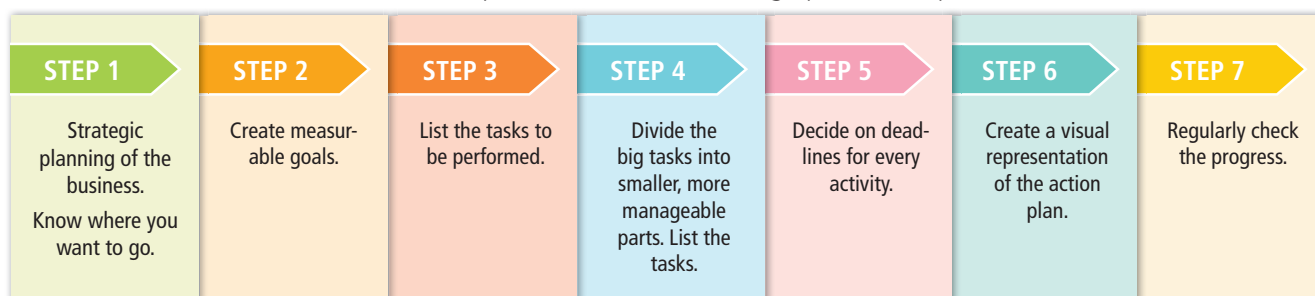 STEP 1
Strategic
planning of the
business.
Know where you
want to go.
STEP 2
Create measur-
able goals.
STEP 3
List the tasks to
be performed.
STEP 4
Divide the
big tasks into
smaller, more
manageable
parts. List the
tasks.
STEP 5
Decide on dead-
lines for every
activity.
STEP 6
Create a visual
representation
of the action
plan.
STEP 7
Regularly check
the progress.